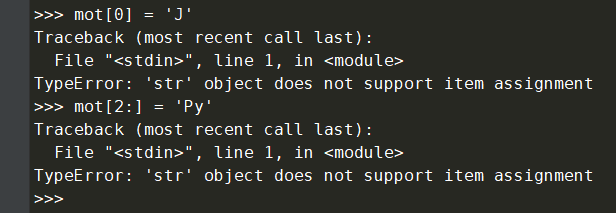 >>> mot[0] = 'J'
Traceback (most recent call last):
  File "<stdin>", line 1, in <module>
TypeError: 'str' object does not support item assignment
>>> mot[2:] = 'Py'
Traceback (most recent call last):
  File "<stdin>", line 1, in <module>
TypeError: 'str' object does not support item assignment
>>>